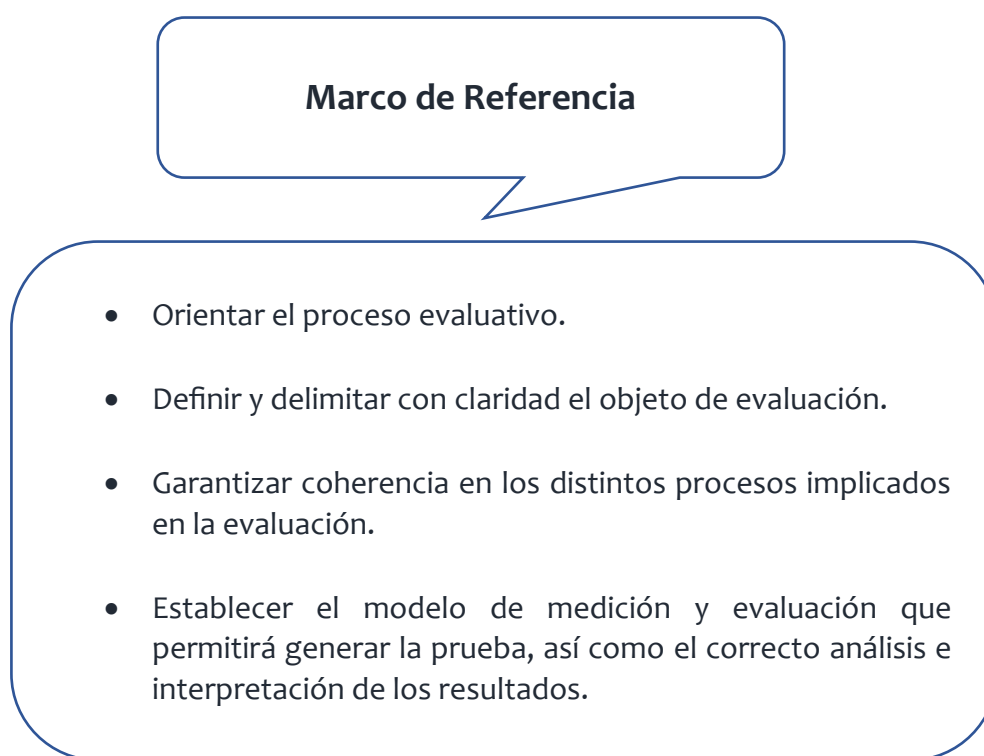 Marco de Referencia
• Orientar el proceso evaluativo.
• Definir y delimitar con claridad el objeto de evaluación.
• Garantizar coherencia en los distintos procesos implicados
en la evaluación.
• Establecer el modelo de medición y evaluación que
permitirá generar la prueba, así como el correcto análisis e
interpretación de los resultados.